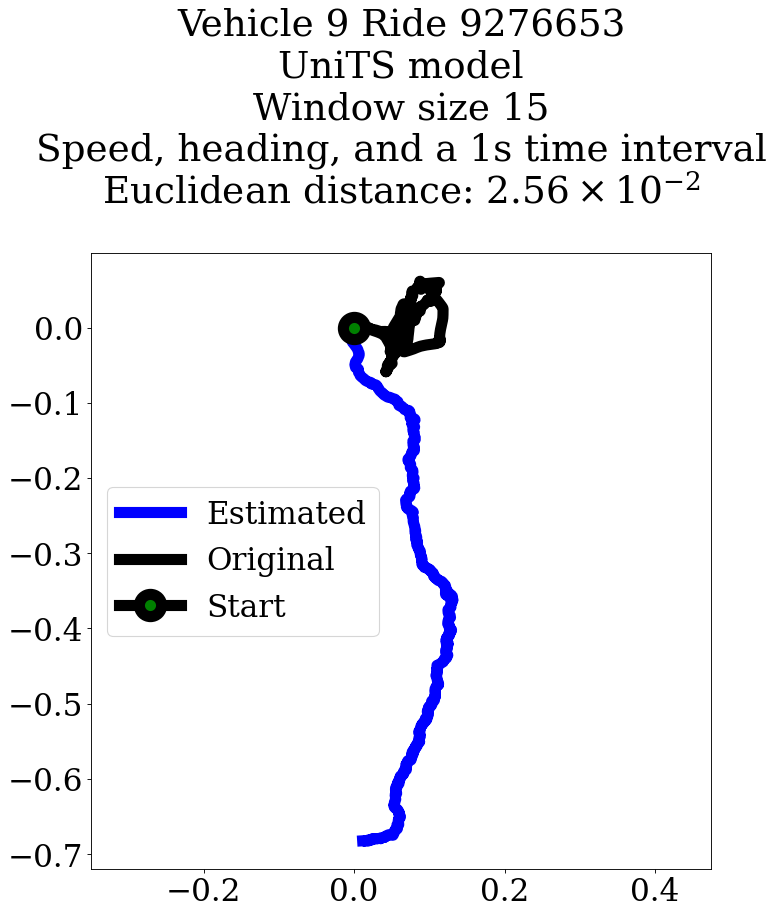 Vehicle 9 Ride 9276653
UniTS model
Window size 15
Speed, heading, and a 1s time interval
Euclidean distance: 2.56 × 10⁻²
0.0
−0.1
−0.2
−0.3
−0.4
−0.5
−0.6
−0.7
Estimated
Original
Start
−0.2 0.0 0.2 0.4